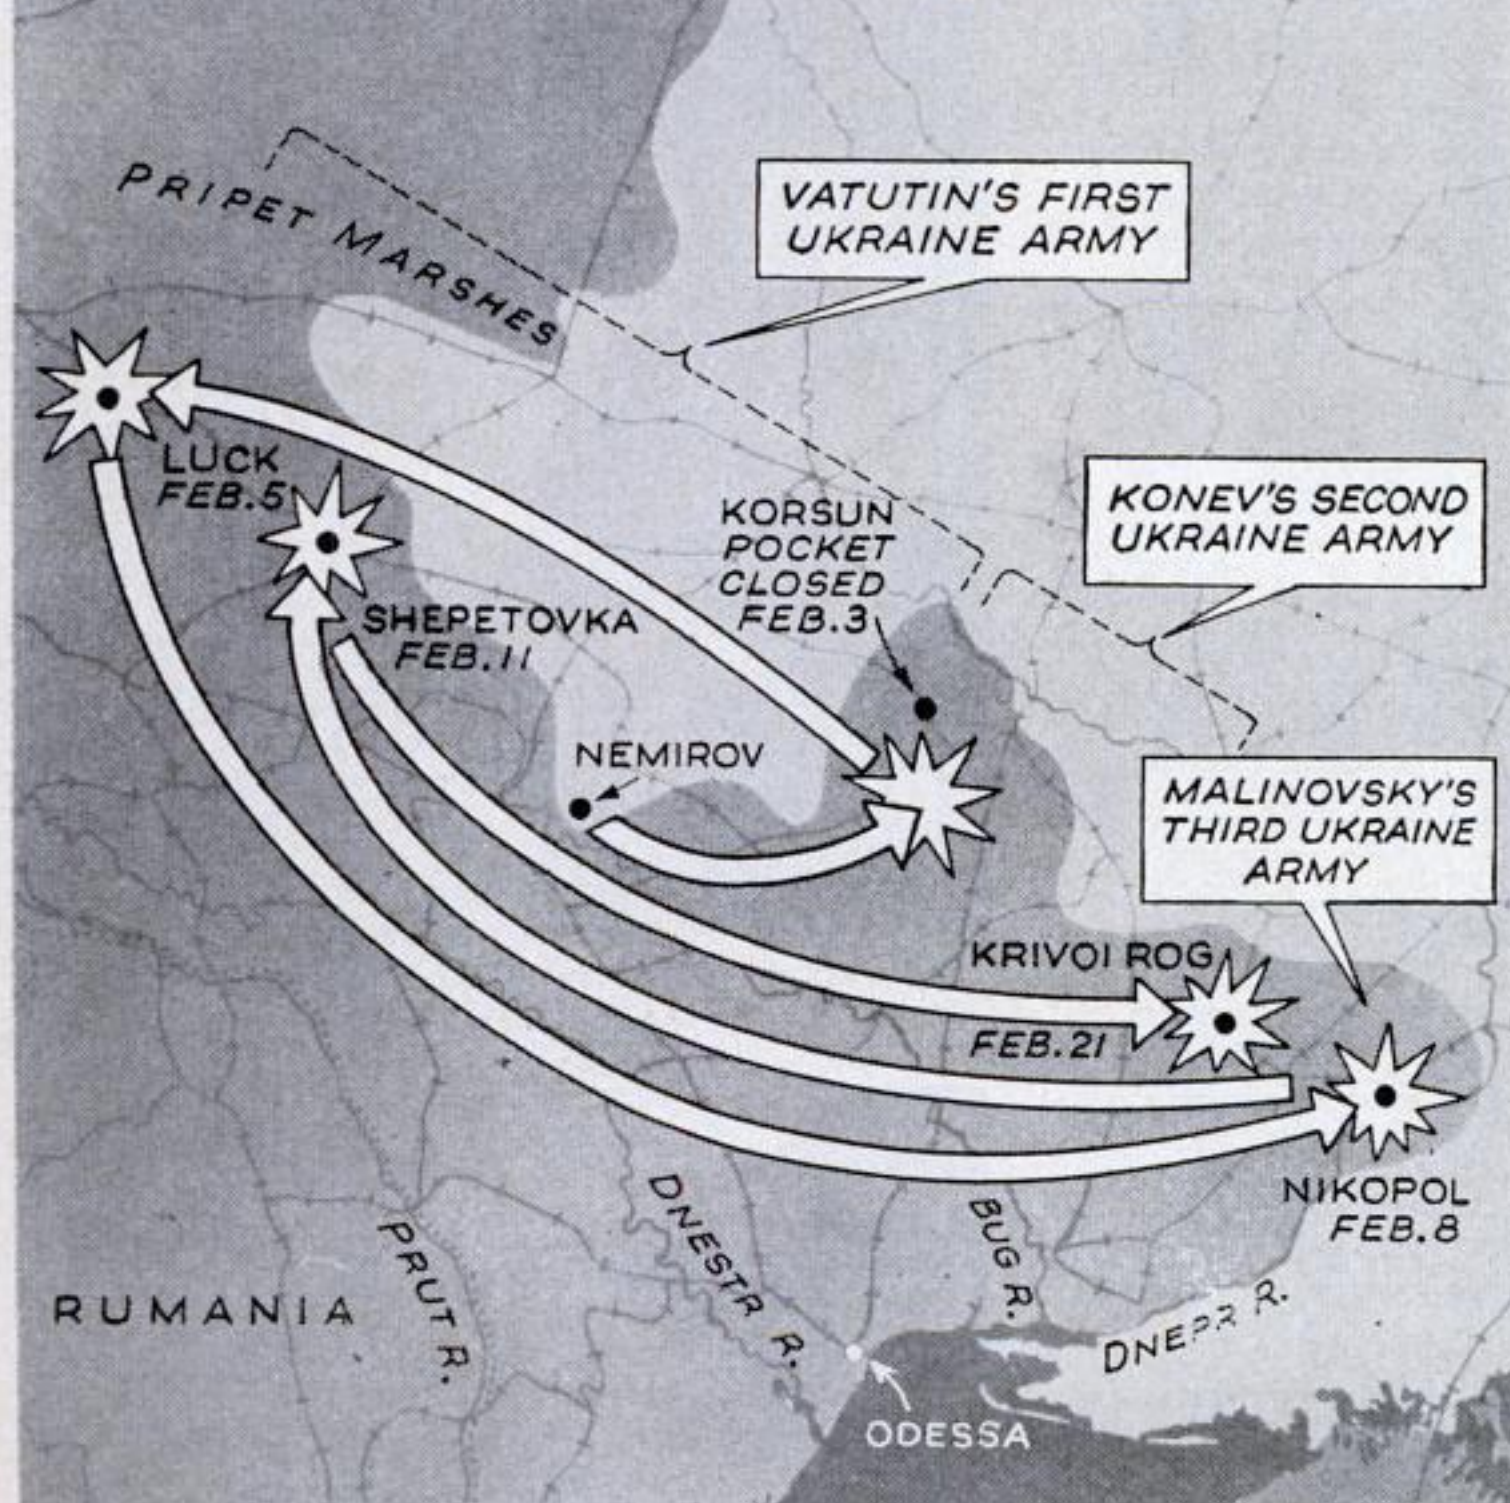 PRIPET MARSHES
VATUTIN'S FIRST
UKRAINE ARMY
LUCK
FEB.5
KORSUN
POCKET
CLOSED
FEB.3
KONEV'S SECOND
UKRAINE ARMY
SHEPETOVKA
FEB.11
NEMIROV
MALINOVSKY'S
THIRD UKRAINE
ARMY
KRIVOI ROG
FEB.21
NIKOPOL
FEB.8
RUMANIA
PRUT R.
DNESTR R.
BUG R.
DNEPR R.
ODESSA